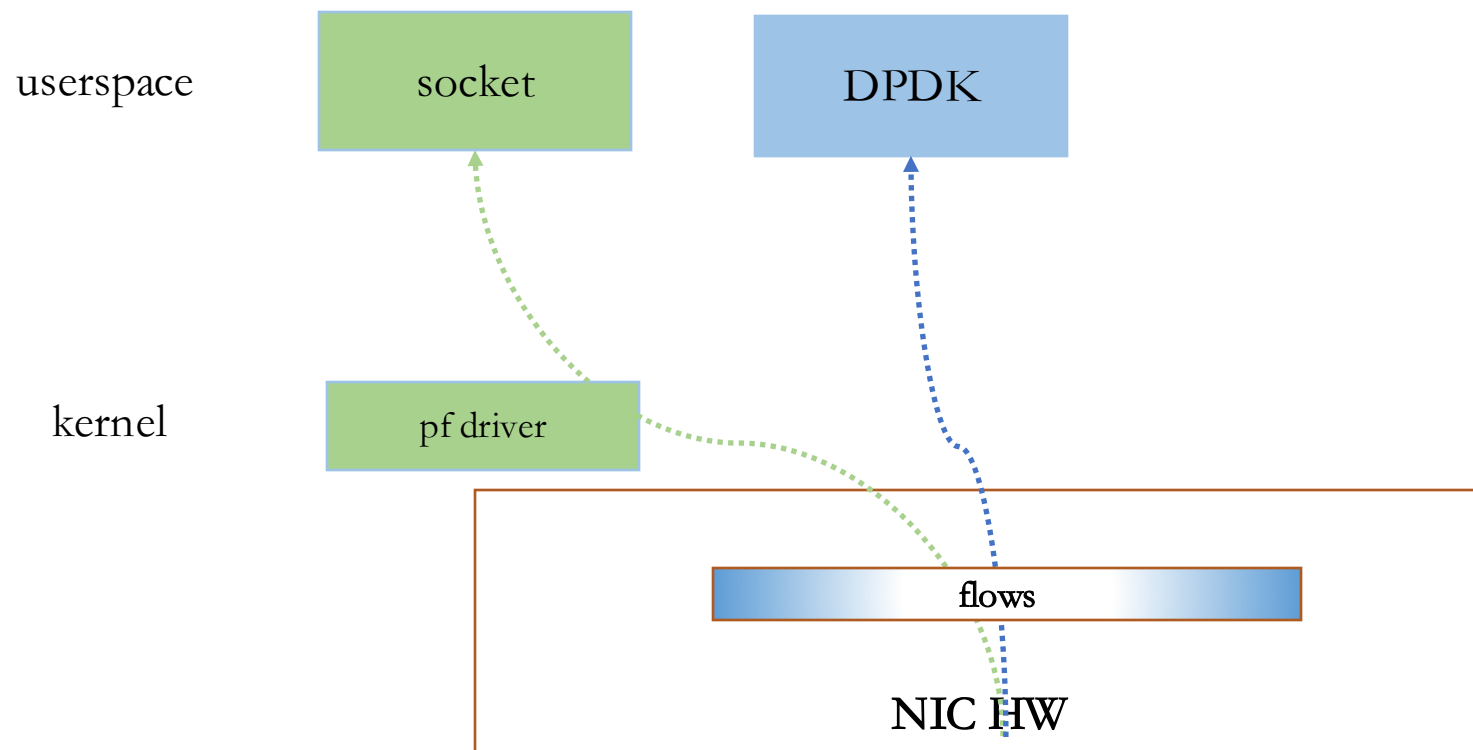 userspace
socket
DPDK
kernel
pf driver
flows
NIC HW